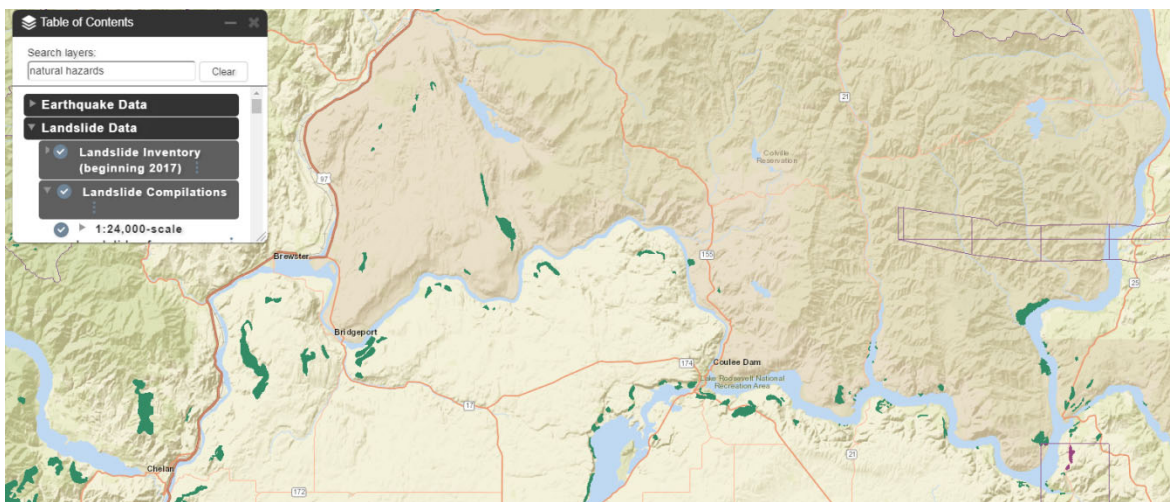 Table of Contents
Search layers:
natural hazards
Clear
Earthquake Data
Landslide Data
Landslide Inventory
(beginning 2017)
Landslide Compilations
1:24,000-scale
21
Colville
Reservation
97
155
25
Brewster
Bridgeport
174
Coulee Dam
Lake Roosevelt National
Recreation Area
17
21
Chelan
172